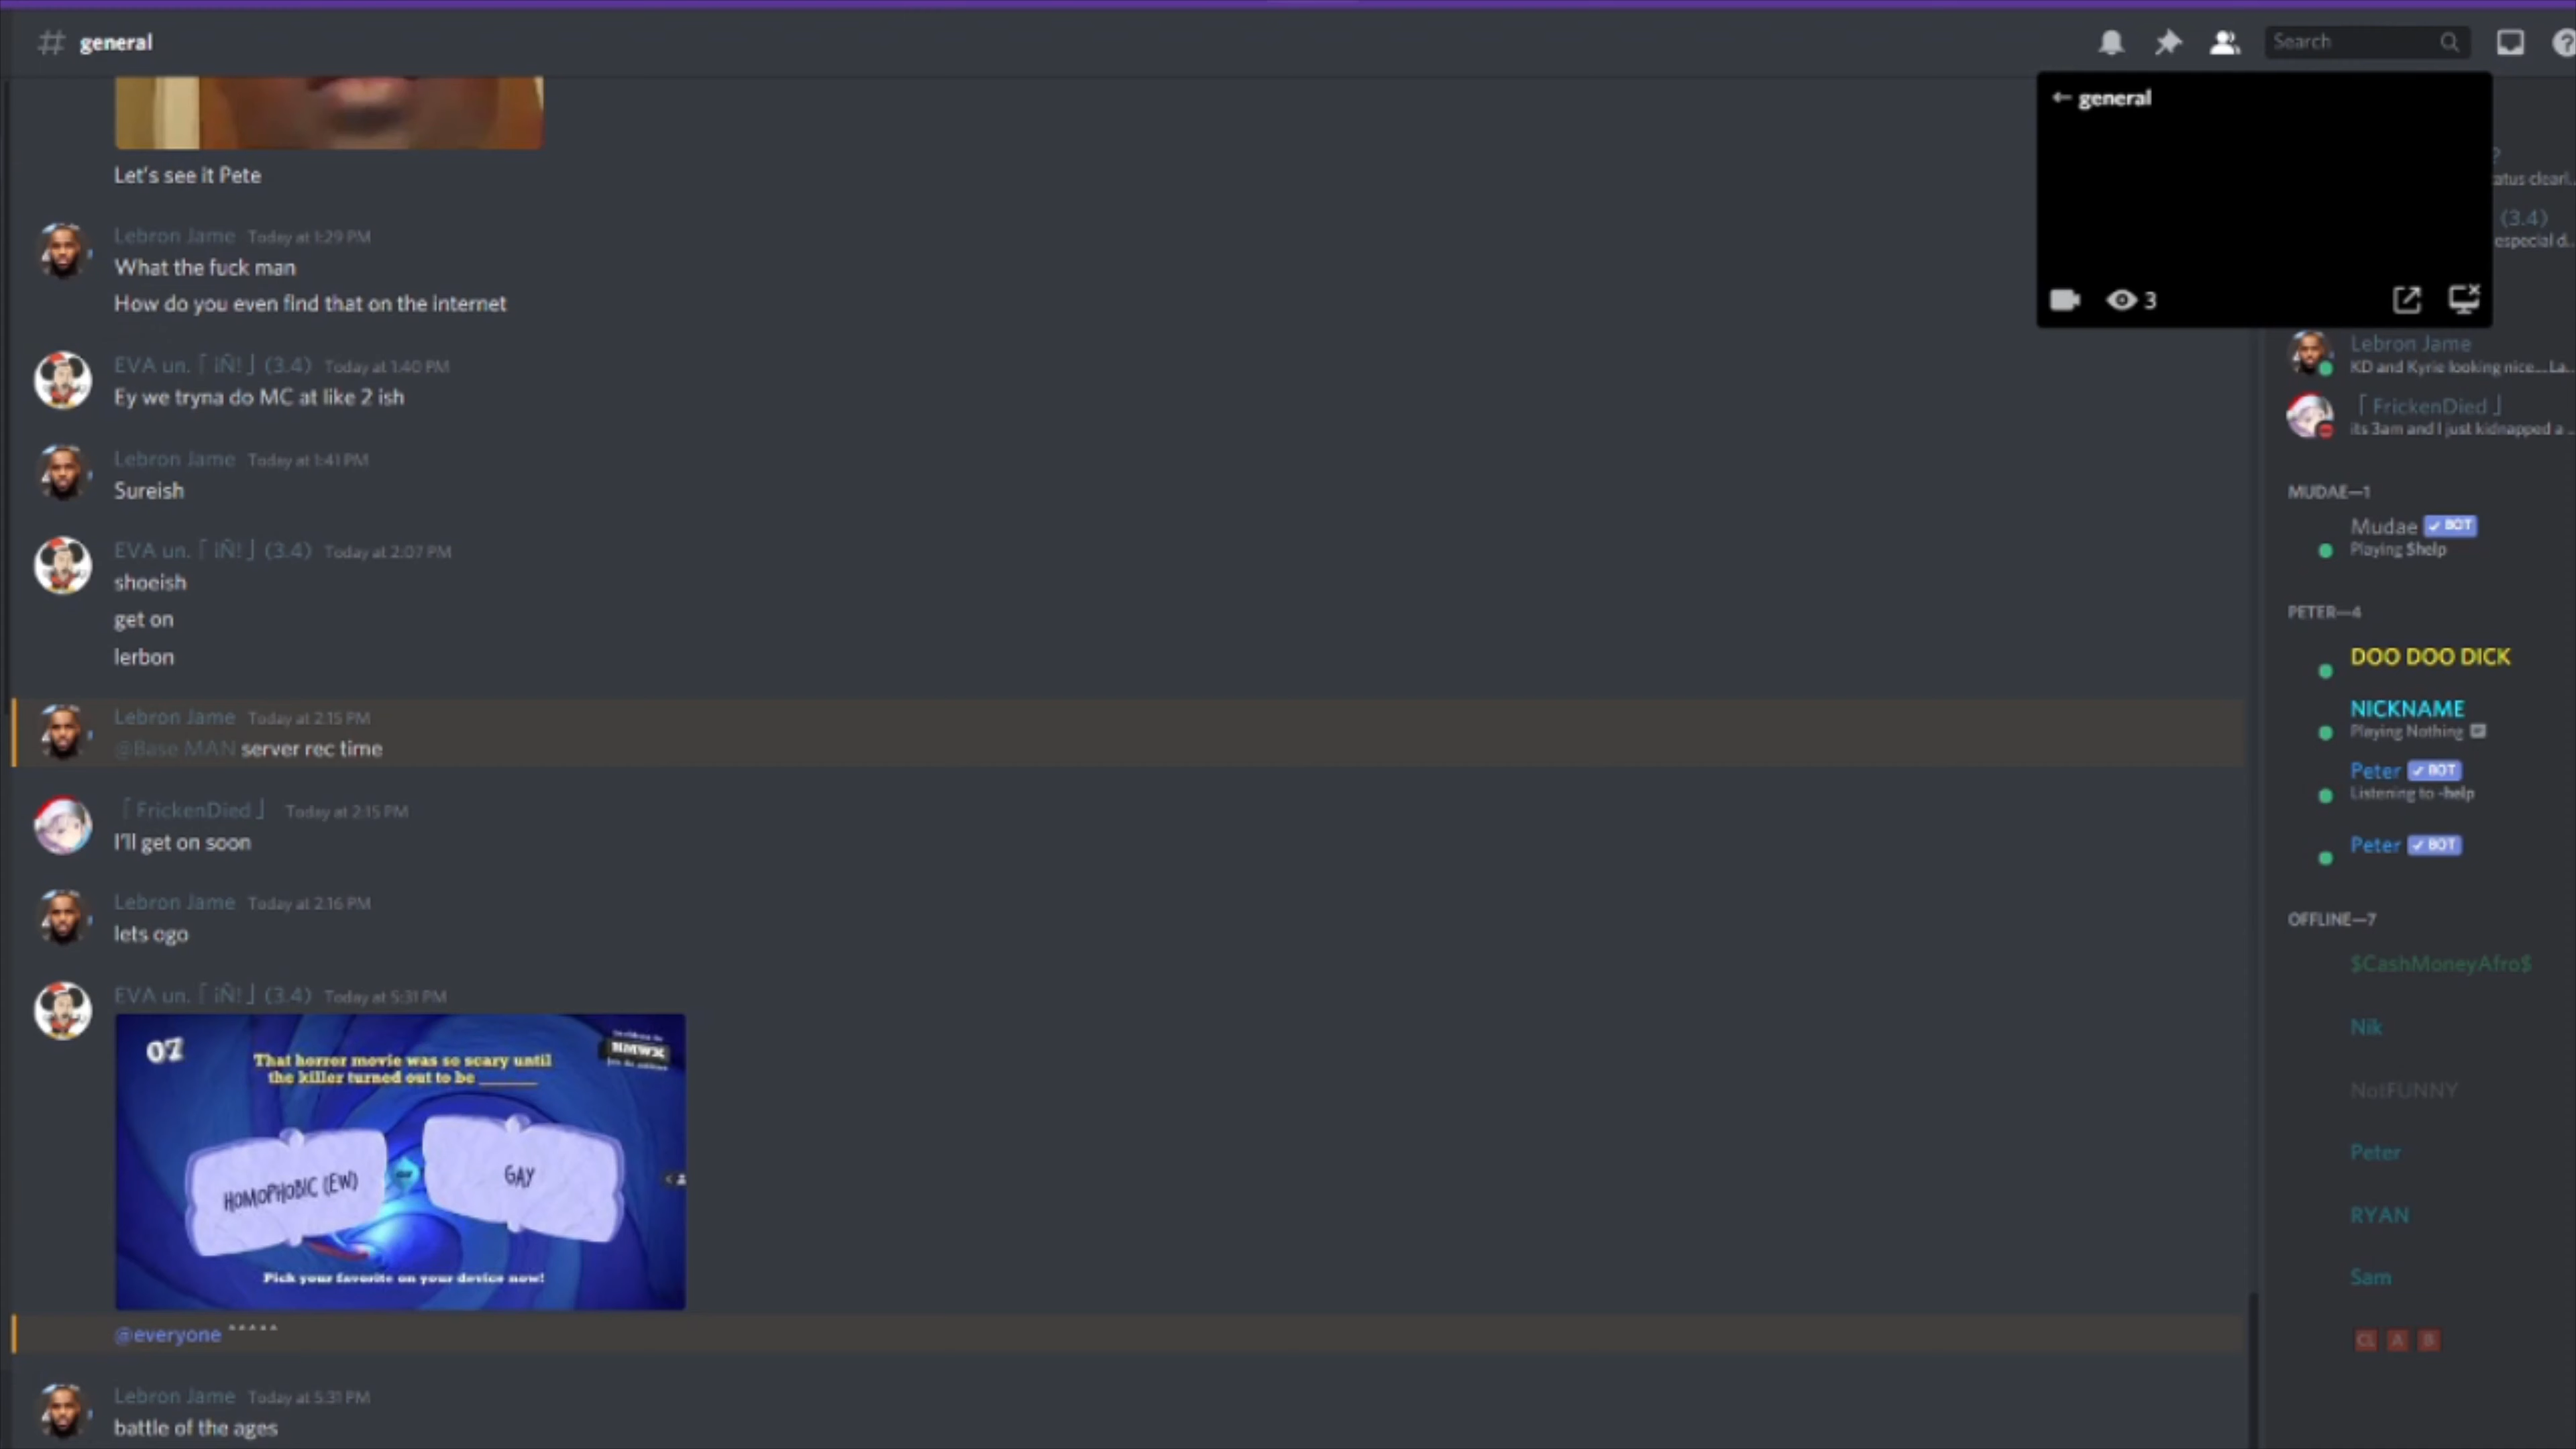 general
Search
Let's see it Pete
Lebron Jame Today at 1:29 PM
What the fuck man
How do you even find that on the internet
EVA un.「iÑ!」(3.4) Today at 1:40 PM
Ey we tryna do MC at like 2 ish
Lebron Jame Today at 1:41 PM
Sureish
EVA un.「iÑ!」(3.4) Today at 2:07 PM
shoeish
get on
lerbon
Lebron Jame Today at 2:15 PM
@Base MAN server rec time
「FrickenDied」 Today at 2:15 PM
I'll get on soon
Lebron Jame Today at 2:16 PM
lets ogo
EVA un.「iÑ!」(3.4) Today at 5:31 PM
07
That horror movie was so scary until
the killer turned out to be ______
HOMOPHOBIC (EW)
GAY
Pick your favorite on your device now!
@everyone ^^^^^
Lebron Jame Today at 5:31 PM
battle of the ages
← general
3
?
atus clearl...
(3.4)
especial d...
Lebron Jame
KD and Kyrie looking nice....La...
「FrickenDied」
its 3am and I just kidnapped a ...
MUDAE—1
Mudae ✓ BOT
Playing $help
PETER—4
DOO DOO DICK
NICKNAME
Playing Nothing
Peter ✓ BOT
Listening to -help
Peter ✓ BOT
OFFLINE—7
$CashMoneyAfro$
Nik
NotFUNNY
Peter
RYAN
Sam
CL A B